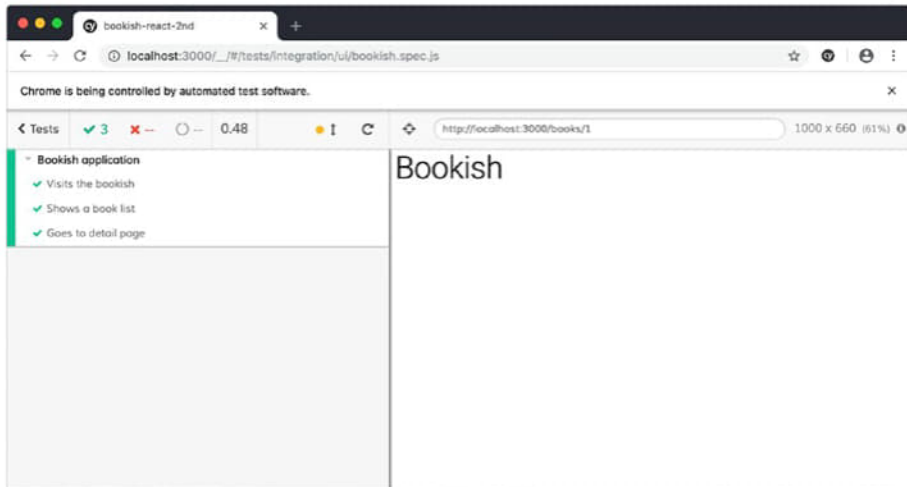 bookish-react-2nd
localhost:3000/__/#/tests/integration/ui/bookish.spec.js
Chrome is being controlled by automated test software.
Tests 3 -- -- 0.48 http://localhost:3000/books/1 1000 x 660 (61%)
Bookish application
Visits the bookish
Shows a book list
Goes to detail page
Bookish